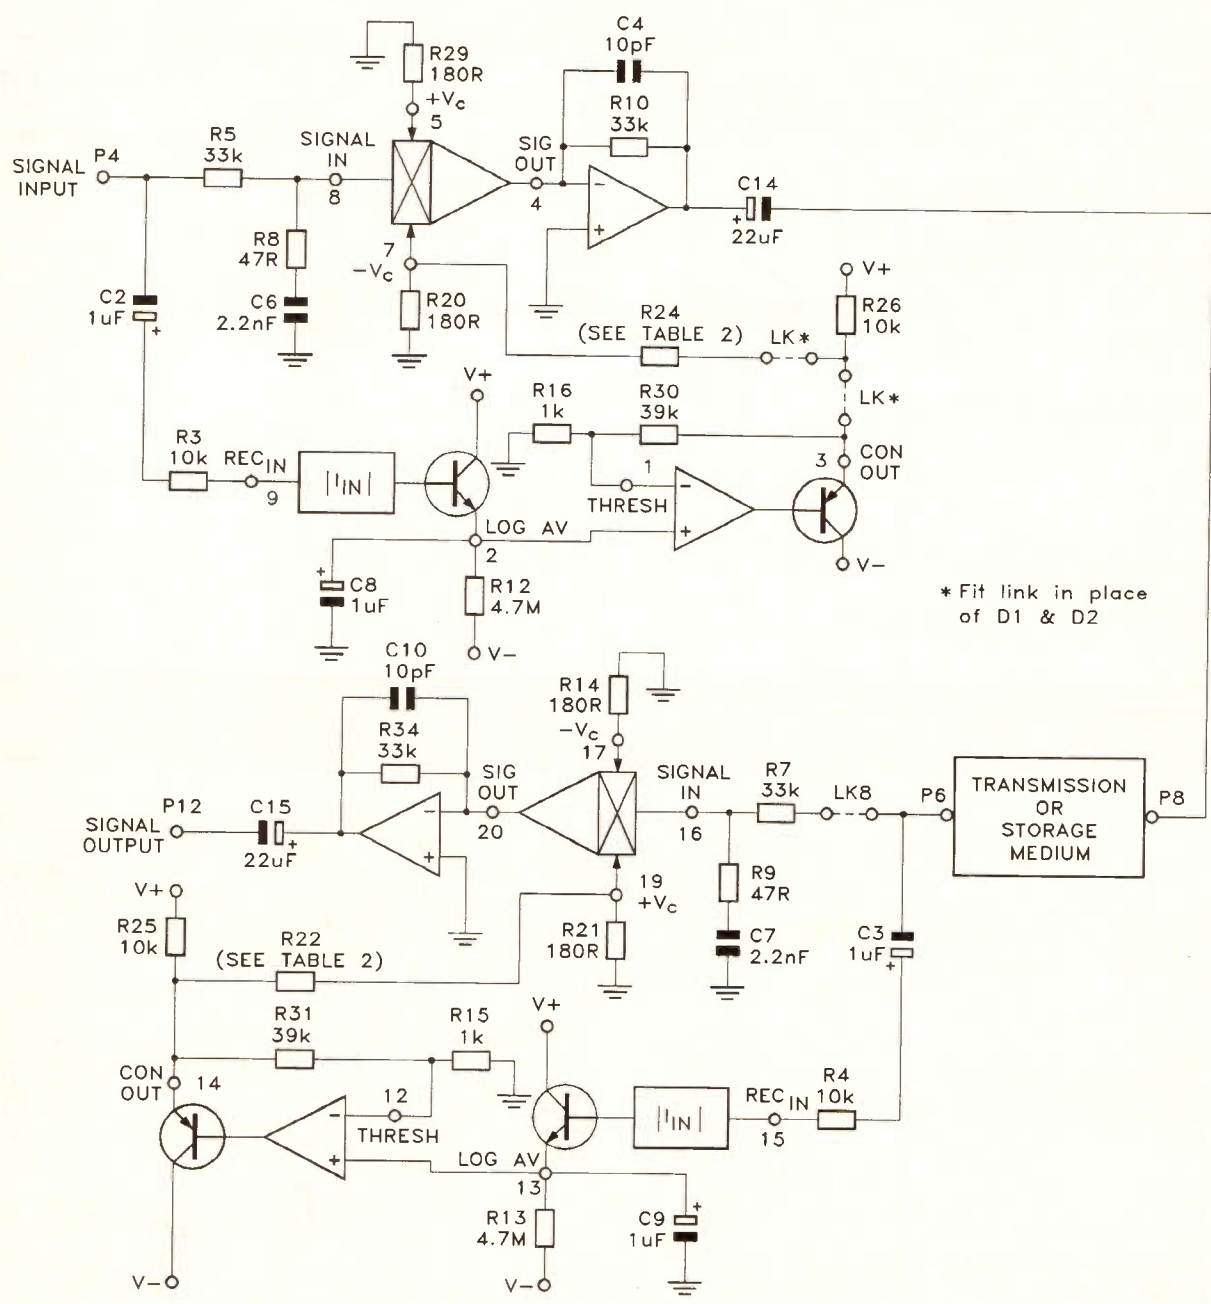 C4
10pF
R29
180R
+Vc
5
R10
33k
R5
33k
SIGNAL
IN
8
SIG
OUT
4
P4
SIGNAL
INPUT
−
+
C14
+
22uF
R8
47R
7
−Vc
V+
C2
1uF
+
C6
2.2nF
R20
180R
R24
(SEE TABLE 2)
LK*
R26
10k
V+
R16
1k
R30
39k
LK*
R3
10k
REC IN
9
|IIN|
1
THRESH
−
+
3
CON
OUT
LOG AV
2
V−
+
C8
1uF
R12
4.7M
* Fit link in place
of D1 & D2
V−
C10
10pF
R14
180R
−Vc
17
R34
33k
SIG
OUT
20
SIGNAL
IN
16
R7
33k
LK8
P6
TRANSMISSION
OR
STORAGE
MEDIUM
P8
P12
SIGNAL
OUTPUT
C15
+
22uF
−
+
19
+Vc
R9
47R
V+
R25
10k
R22
(SEE TABLE 2)
R21
180R
C7
2.2nF
C3
1uF
+
R31
39k
R15
1k
V+
CON
OUT
14
12
THRESH
−
+
|IIN|
REC IN
15
R4
10k
LOG AV
13
R13
4.7M
C9
1uF
+
V−
V−